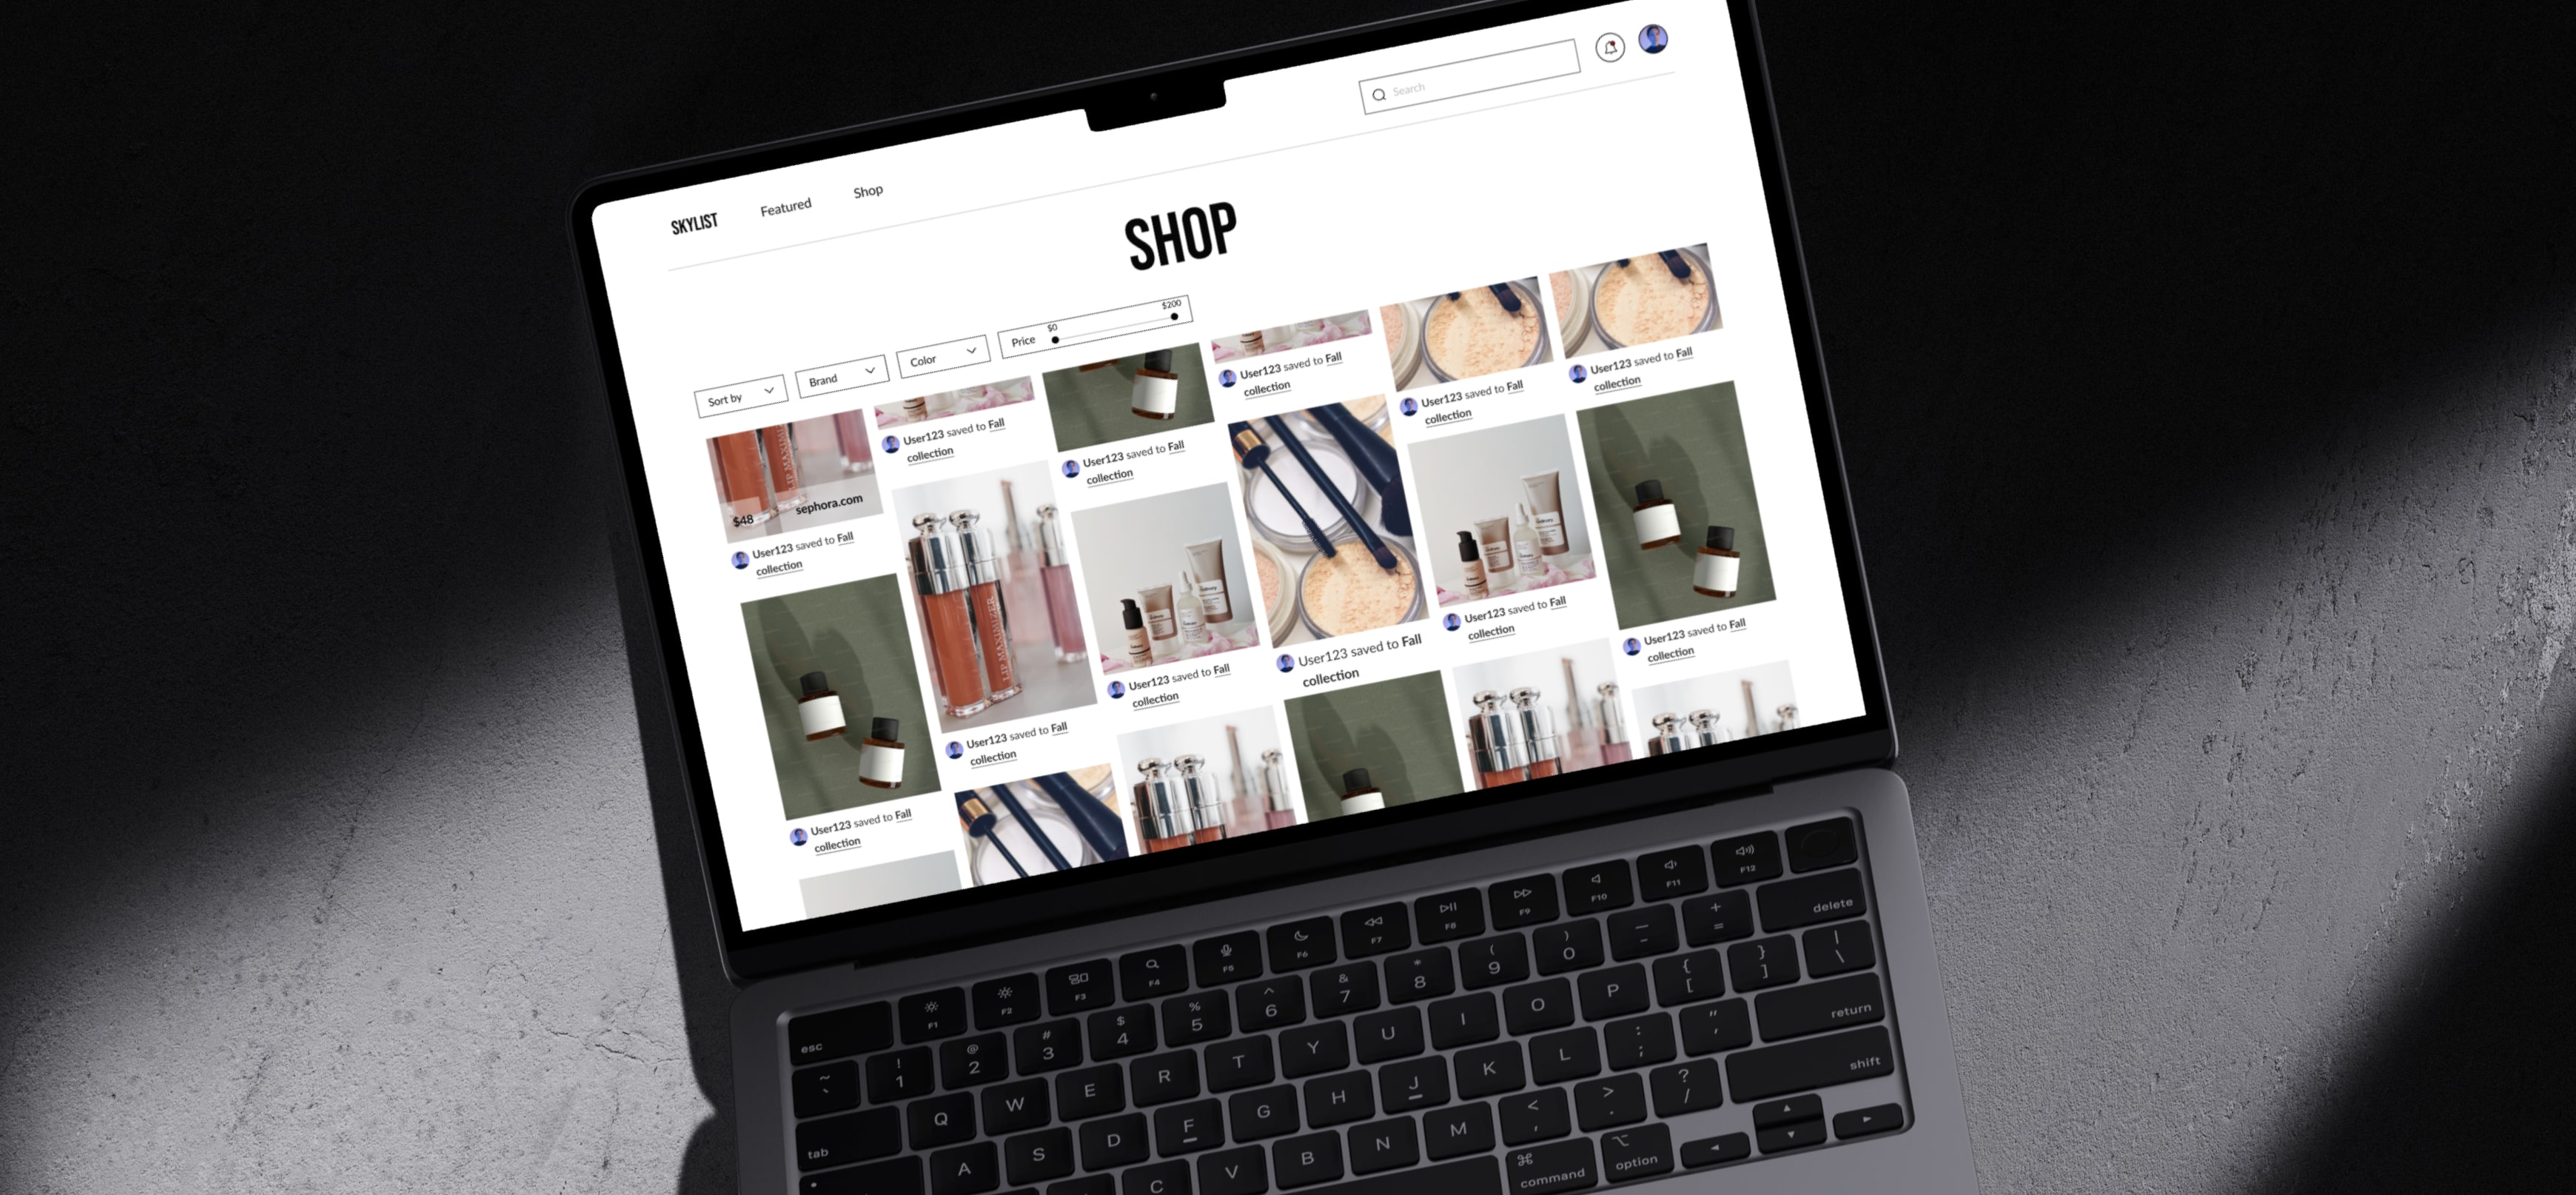 SKYLIST
Featured
Shop
Search
SHOP
Sort by
Brand
Color
Price
$0
$200
$48
sephora.com
User123 saved to Fall
collection
User123 saved to Fall
collection
User123 saved to Fall
collection
User123 saved to Fall
collection
User123 saved to Fall
collection
User123 saved to Fall
collection
LIP MAXIMIZER
User123 saved to Fall
collection
User123 saved to Fall
collection
User123 saved to Fall
collection
User123 saved to Fall
collection
User123 saved to Fall
collection
User123 saved to Fall
collection
esc
F1
F2
F3
F4
F5
F6
F7
F8
F9
F10
F11
F12
~ `
! 1
@ 2
# 3
$ 4
% 5
^ 6
& 7
* 8
( 9
) 0
— -
+ =
delete
tab
Q W E R T Y U I O P { [ } ] | \
A S D F G H J K L : ; " '
return
C V B N M < , > . ? /
shift
⌘
command
⌥
option